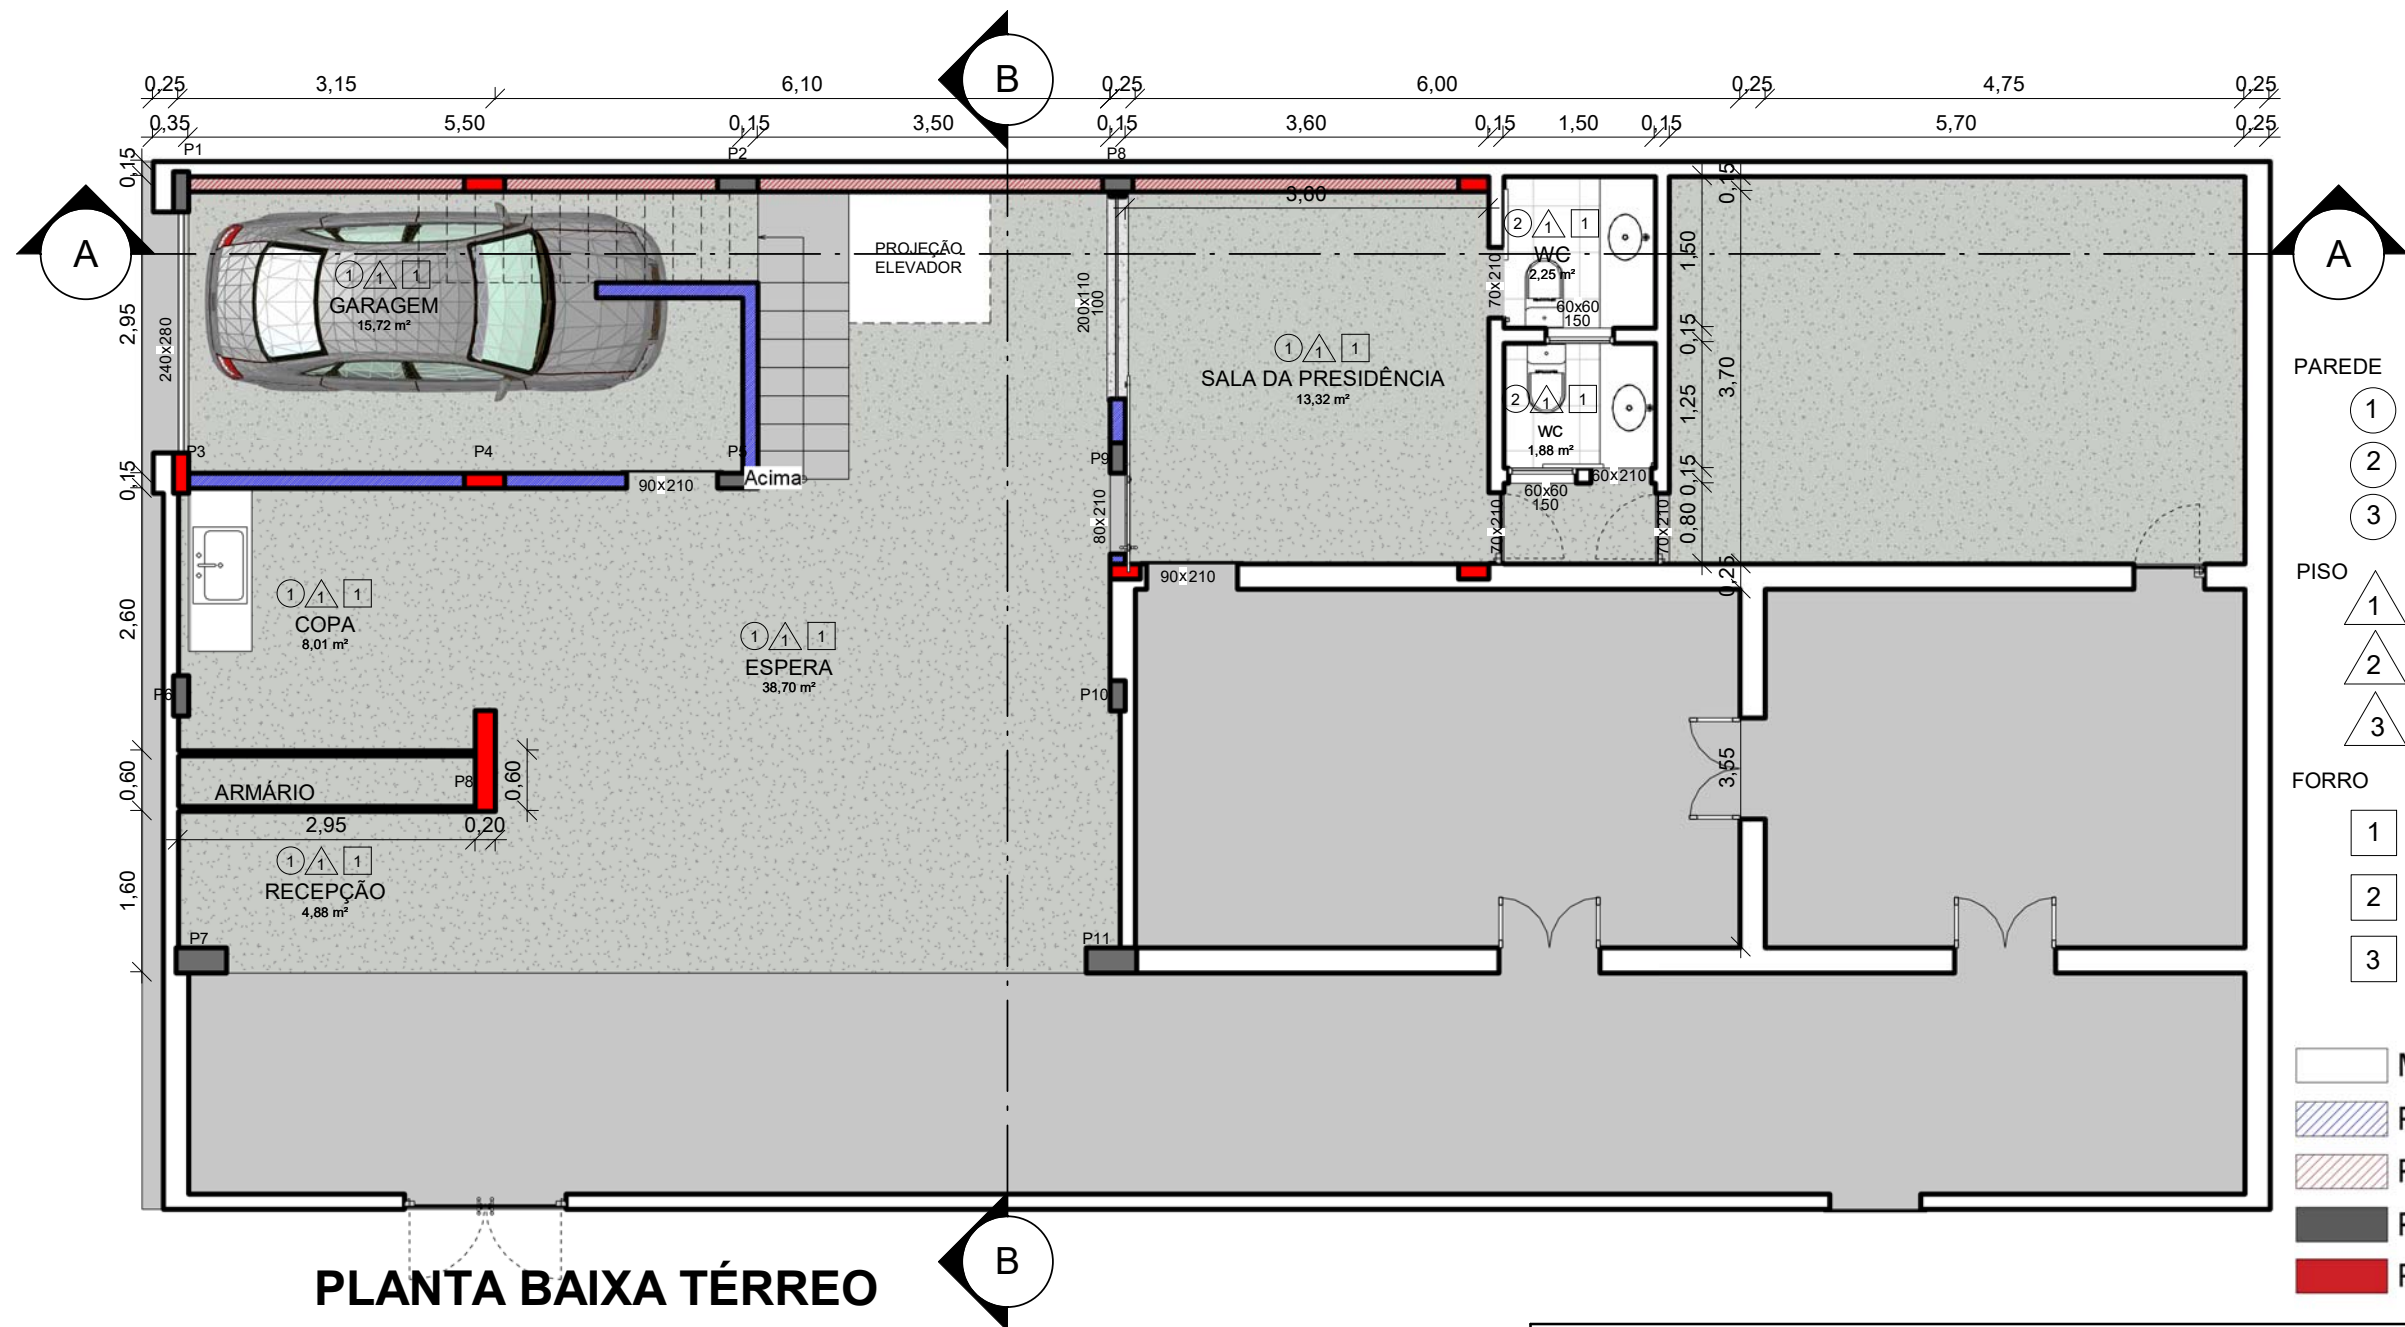 B
0,25 3,15 6,10 0,25 6,00 0,25 4,75 0,25
0,35 5,50 0,15 3,50 0,15 3,60 0,15 1,50 0,15 5,70 0,25
P1 P2 P8
0,15
3,60
0,15
A
A
2 1 1
WC
2,25 m²
1,50
PROJEÇÃO
ELEVADOR
1 1 1
GARAGEM
15,72 m²
2,95
240x280
200x110
100
70x210
60x60
150
0,15
1 1 1
SALA DA PRESIDÊNCIA
13,32 m²
3,70
PAREDE
1
2
3
2 1 1
WC
1,88 m²
1,25
P3 P4 P5
P9
0,15
90x210
Acima
60x210
60x60
150
0,15
80x210
70x210
70x210
0,80
0,25
90x210
PISO
1
2
3
2,60
1 1 1
COPA
8,01 m²
1 1 1
ESPERA
38,70 m²
P6
P10
0,60
ARMÁRIO
P8
0,60
3,55
FORRO
1
2
3
2,95 0,20
1 1 1
RECEPÇÃO
4,88 m²
1,60
P7
P11
PLANTA BAIXA TÉRREO
B